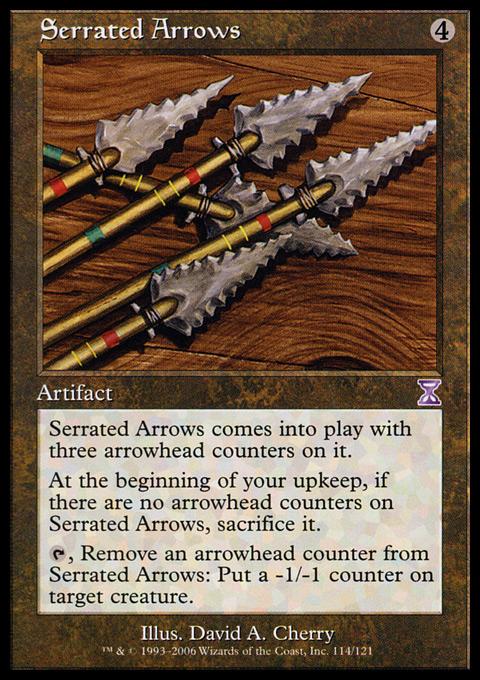 Serrated Arrows 4
Artifact
Serrated Arrows comes into play with
three arrowhead counters on it.
At the beginning of your upkeep, if
there are no arrowhead counters on
Serrated Arrows, sacrifice it.
, Remove an arrowhead counter from
Serrated Arrows: Put a -1/-1 counter on
target creature.
Illus. David A. Cherry
™ & © 1993–2006 Wizards of the Coast, Inc. 114/121